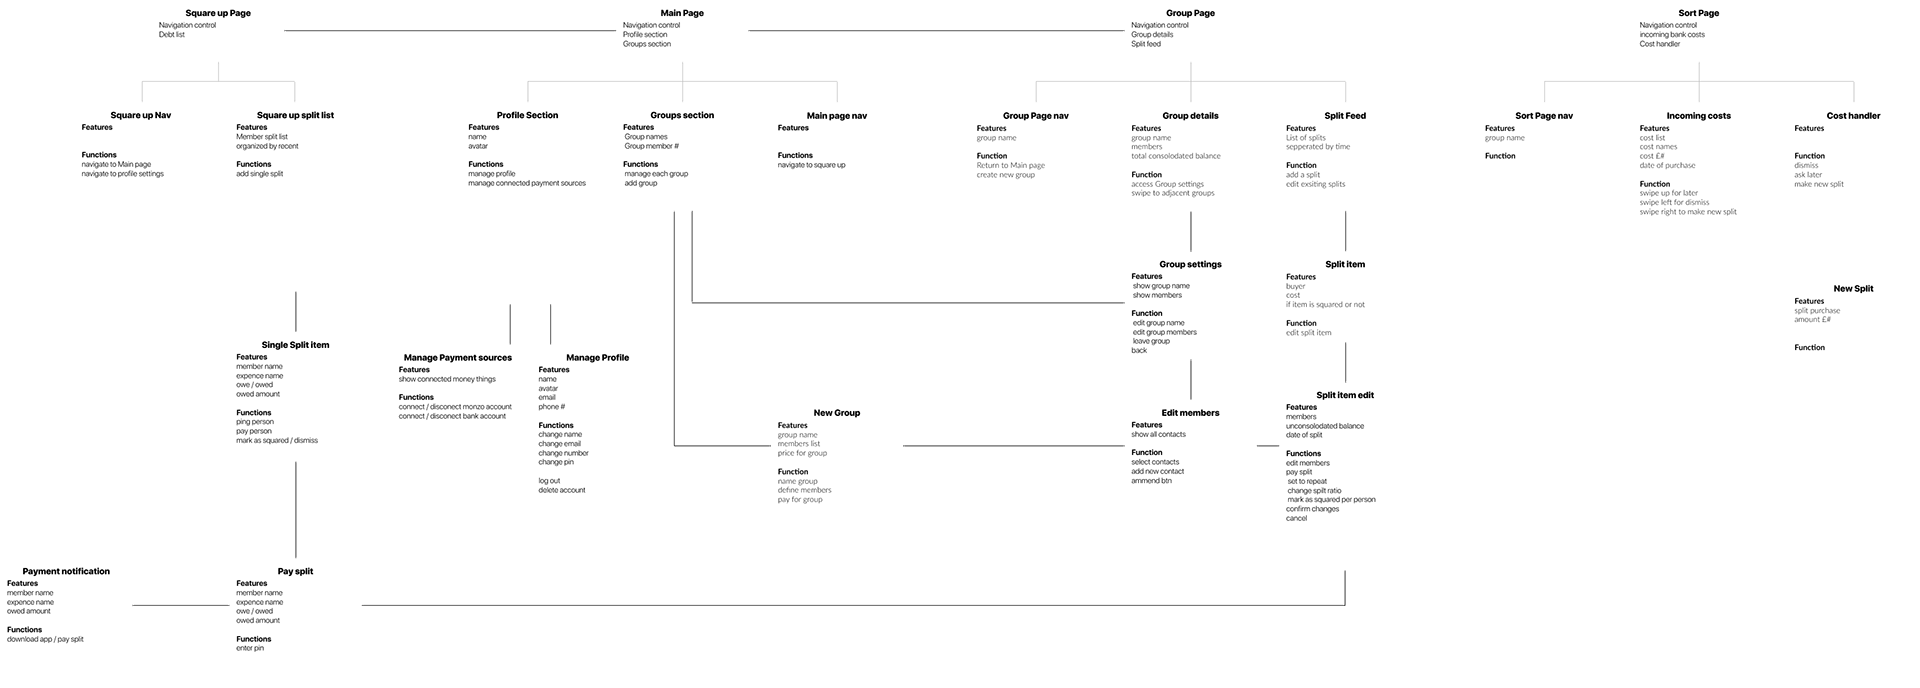 Square up Page
Navigation control
Debt list
Main Page
Navigation control
Profile section
Groups section
Group Page
Navigation control
Group details
Split feed
Sort Page
Navigation control
incoming bank costs
Cost handler
Square up Nav
Features
Functions
navigate to Main page
navigate to profile settings
Square up split list
Features
Member split list
organized by recent
Functions
add single split
Profile Section
Features
name
avatar
Functions
manage profile
manage connected payment sources
Groups section
Features
Group names
Group member #
Functions
manage each group
add group
Main page nav
Features
Functions
navigate to square up
Group Page nav
Features
group name
Function
Return to Main page
create new group
Group details
Features
group name
members
total consolodated balance
Function
access Group settings
swipe to adjacent groups
Split Feed
Features
List of splits
sepperated by time
Function
add a split
edit exsiting splits
Sort Page nav
Features
group name
Function
Incoming costs
Features
cost list
cost names
cost £#
date of purchase
Function
swipe up for later
swipe left for dismiss
swipe right to make new split
Cost handler
Features
Function
dismiss
ask later
make new split
Group settings
Features
show group name
show members
Function
edit group name
edit group members
leave group
back
Split item
Features
buyer
cost
if item is squared or not
Function
edit split item
New Split
Features
split purchase
amount £#
Function
Single Split item
Features
member name
expence name
owe / owed
owed amount
Functions
ping person
pay person
mark as squared / dismiss
Manage Payment sources
Features
show connected money things
Functions
connect / disconect monzo account
connect / disconect bank account
Manage Profile
Features
name
avatar
email
phone #
Functions
change name
change email
change number
change pin
log out
delete account
New Group
Features
group name
members list
price for group
Function
name group
define members
pay for group
Edit members
Features
show all contacts
Function
select contacts
add new contact
ammend btn
Split item edit
Features
members
unconsolodated balance
date of split
Functions
edit members
pay split
set to repeat
change spilt ratio
mark as squared per person
confirm changes
cancel
Payment notification
Features
member name
expence name
owed amount
Functions
download app / pay split
Pay split
Features
member name
expence name
owe / owed
owed amount
Functions
enter pin